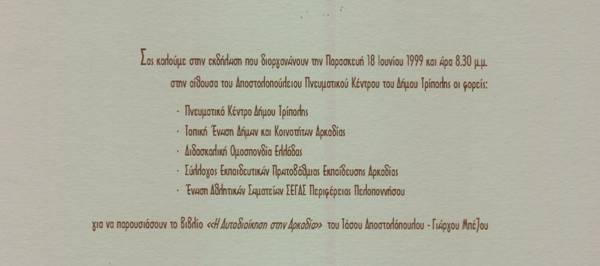 Σας καλούμε στην εκδήλωση που διοργανώνουν την Παρασκευή 18 Ιουνίου 1999 και ώρα 8.30 μ.μ.
στην αίθουσα του Αποστολοπούλειου Πνευματικού Κέντρου του Δήμου Τρίπολης οι φορείς:
- Πνευματικό Κέντρο Δήμου Τρίπολης
- Τοπική Ένωση Δήμων και Κοινοτήτων Αρκαδίας
- Διδασκαλική Ομοσπονδία Ελλάδας
- Σύλλογος Εκπαιδευτικών Πρωτοβάθμιας Εκπαίδευσης Αρκαδίας
- Ένωση Αθλητικών Σωματείων ΣΕΓΑΣ Περιφέρειας Πελοποννήσου
για να παρουσιάσουν το βιβλίο «Η Αυτοδιοίκηση στην Αρκαδία» του Τάσου Αποστολόπουλου - Γιώργου Μπέζου